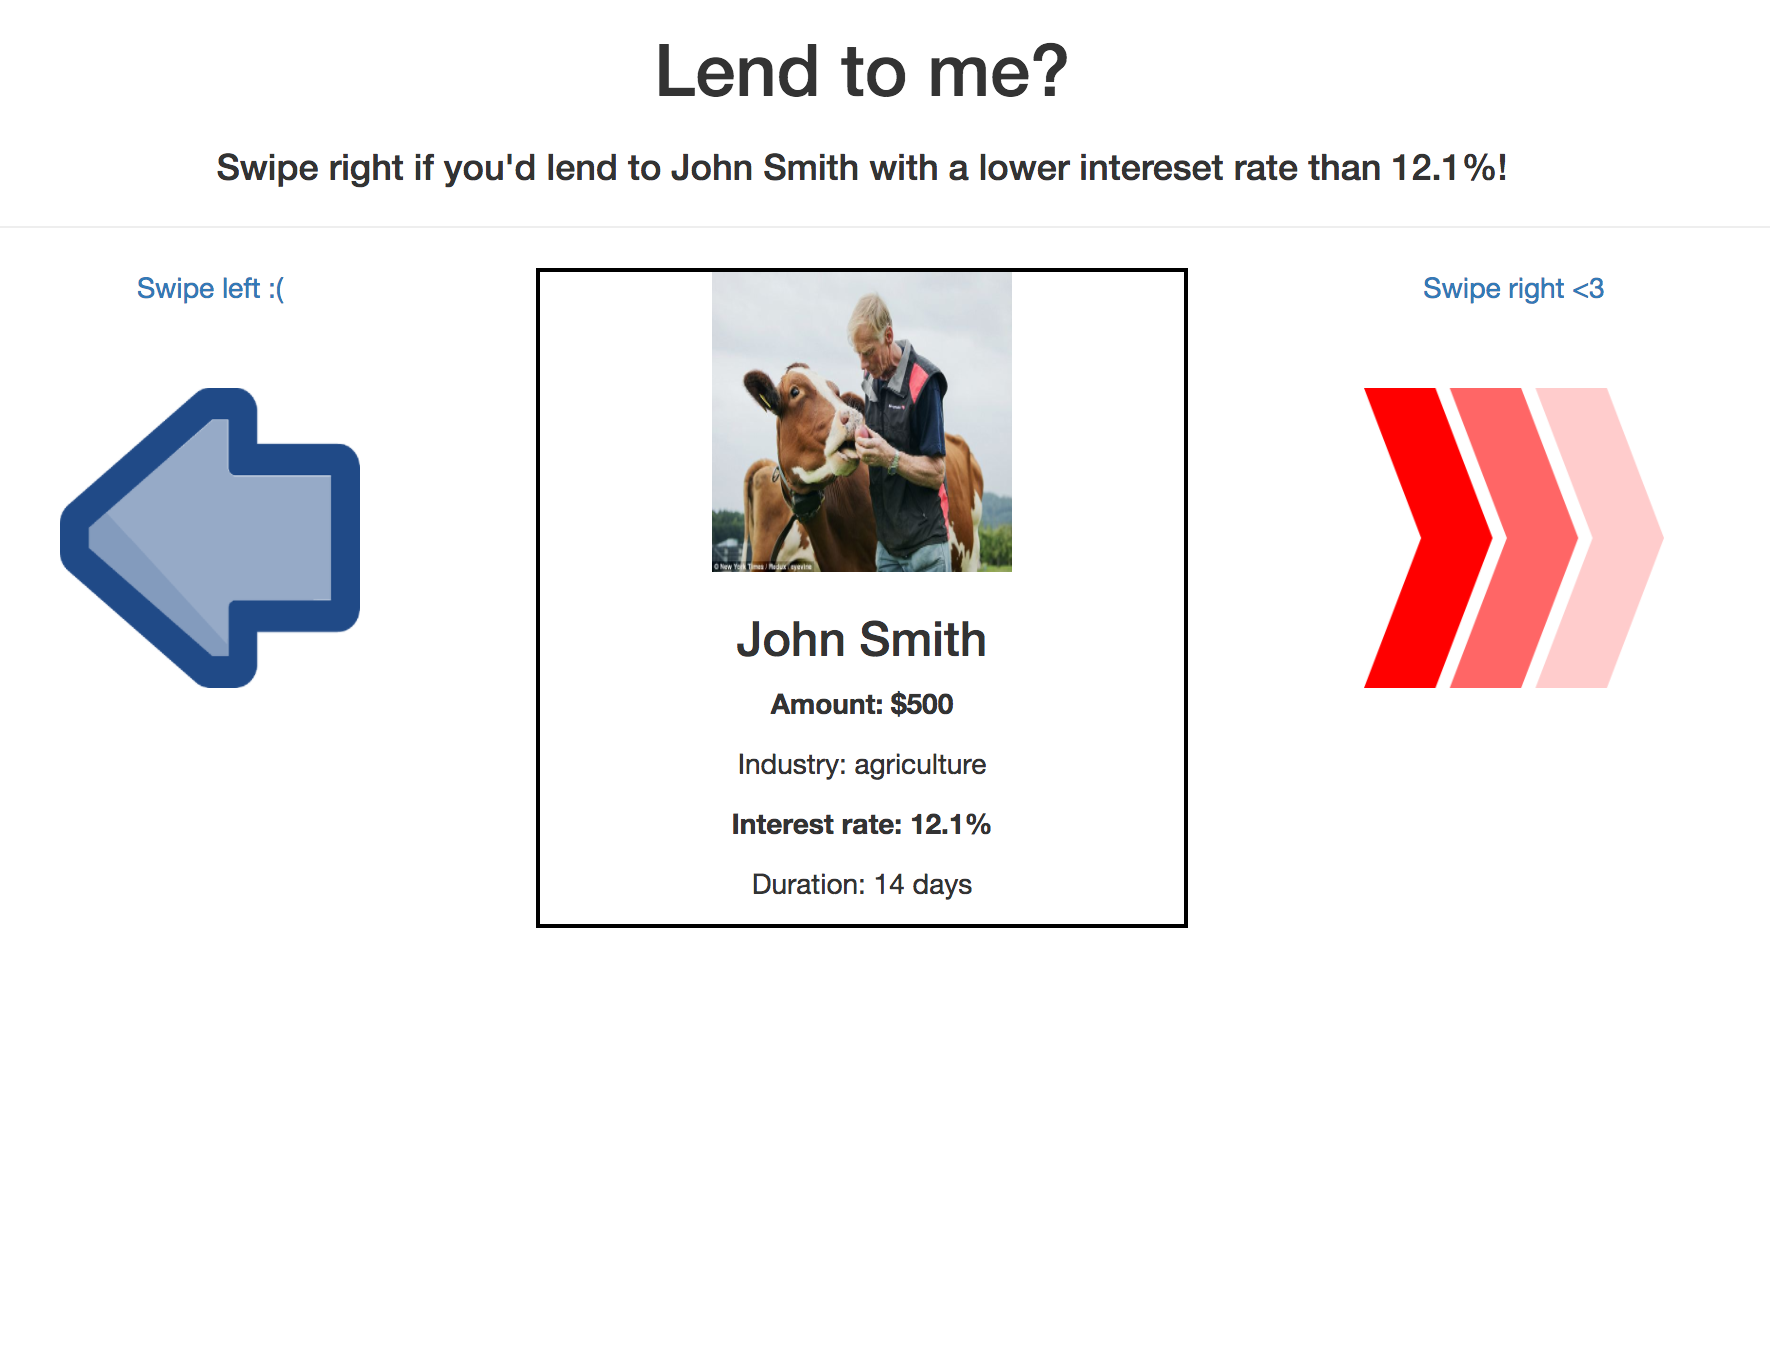 Lend to me?
Swipe right if you'd lend to John Smith with a lower intereset rate than 12.1%!
Swipe left :(
Swipe right <3
© New York Times / Redux / eyevine
John Smith
Amount: $500
Industry: agriculture
Interest rate: 12.1%
Duration: 14 days